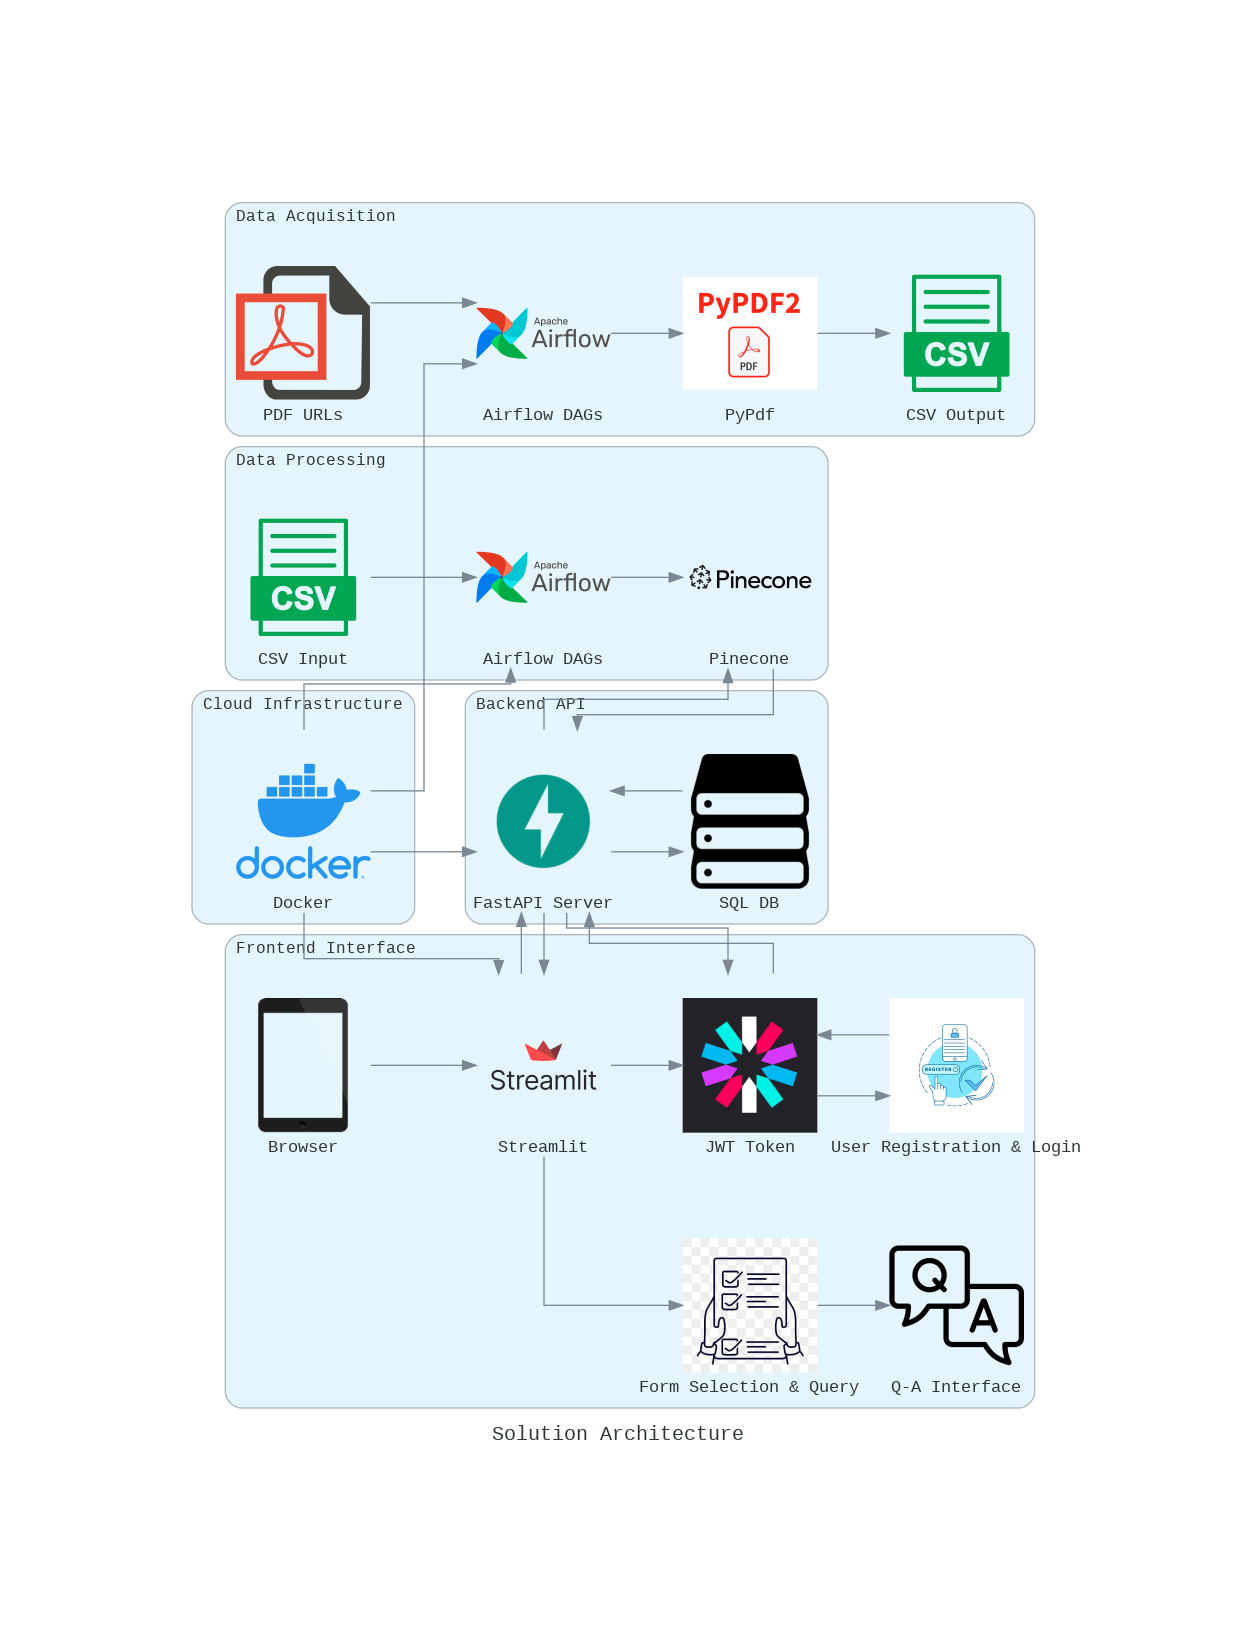 Data Acquisition
Apache
Airflow
PyPDF2
PDF
CSV
PDF URLs
Airflow DAGs
PyPdf
CSV Output
Data Processing
CSV
Apache
Airflow
Pinecone
CSV Input
Airflow DAGs
Pinecone
Cloud Infrastructure
Backend API
docker
Docker
FastAPI Server
SQL DB
Frontend Interface
Streamlit
REGISTER
Browser
Streamlit
JWT Token
User Registration & Login
Q
A
Form Selection & Query
Q-A Interface
Solution Architecture